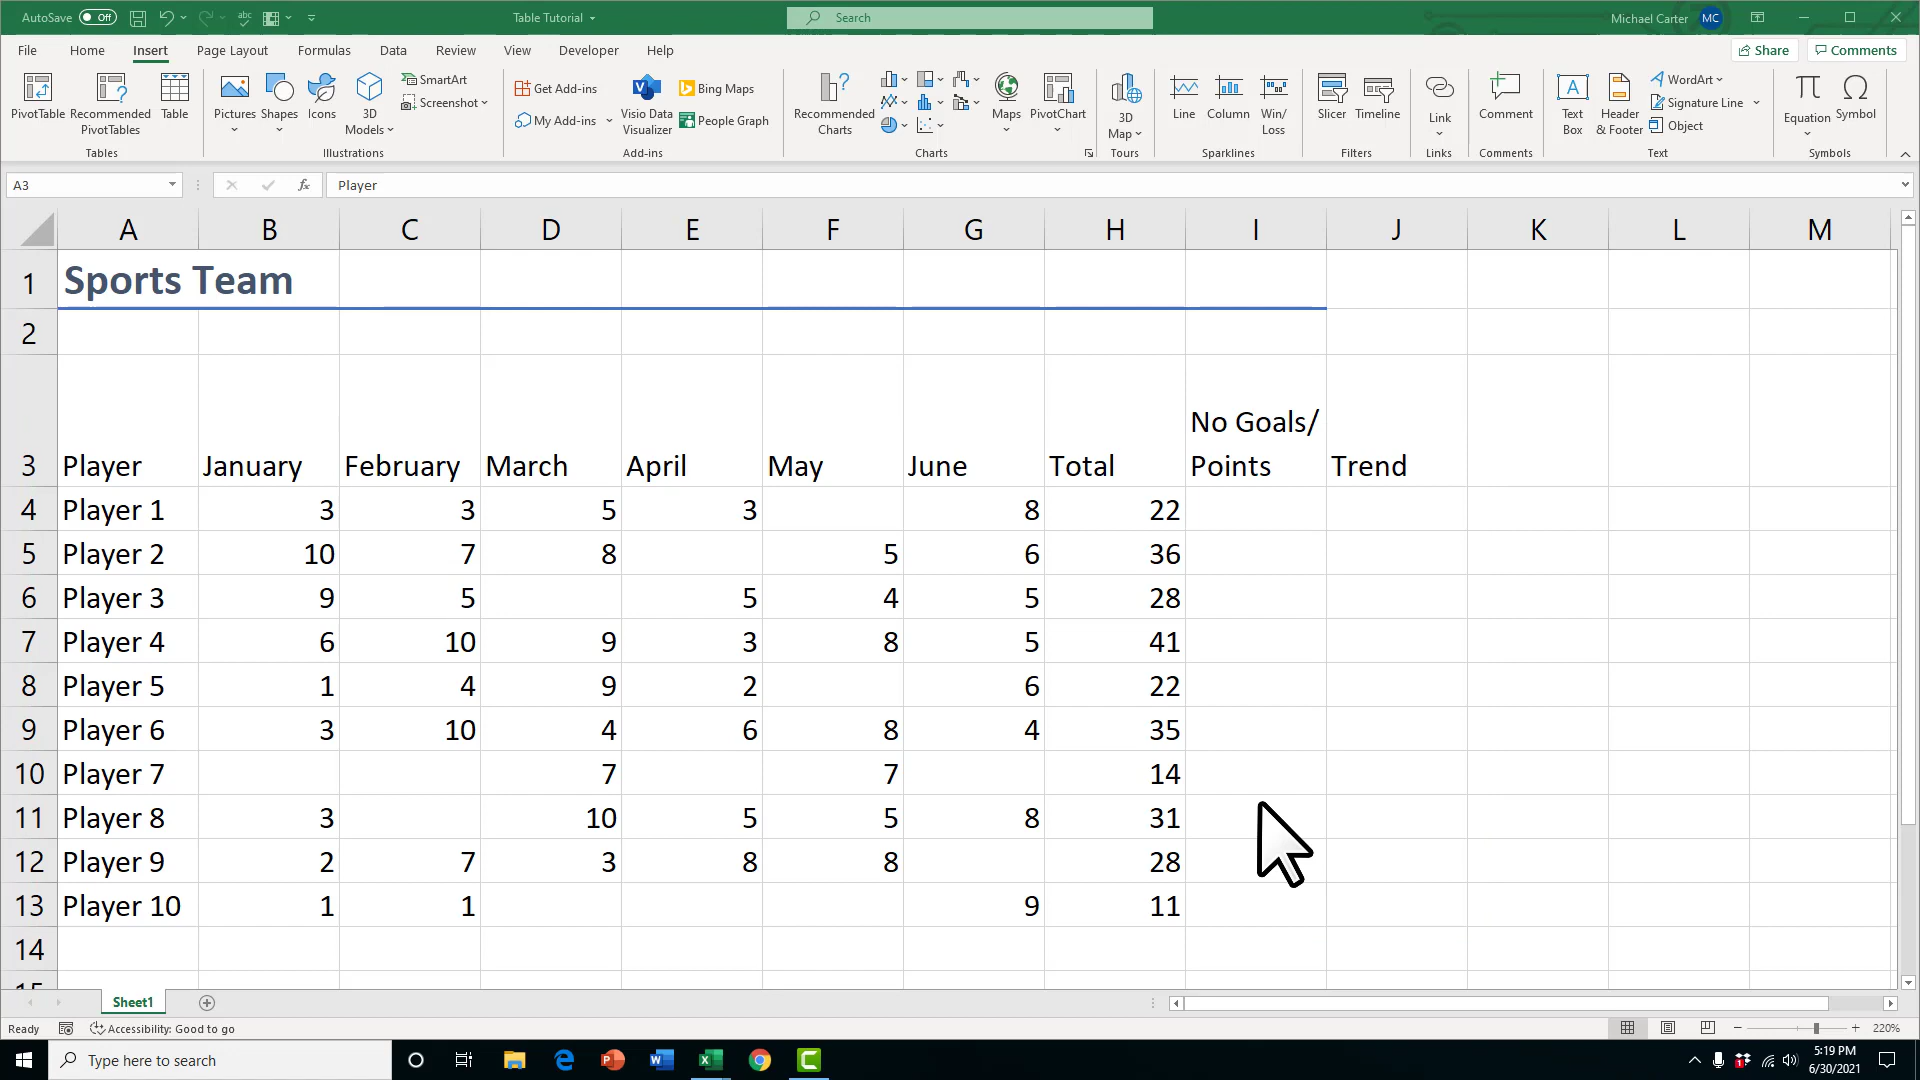 AutoSave Off
abc
Table Tutorial
Search
Michael Carter MC
File Home Insert Page Layout Formulas Data Review View Developer Help
Share Comments
PivotTable
Recommended
PivotTables
Table
Tables
Pictures
Shapes
Icons
3D
Models
SmartArt
Screenshot
Illustrations
Get Add-ins
My Add-ins
Visio Data
Visualizer
Bing Maps
People Graph
Add-ins
Recommended
Charts
Maps
PivotChart
Charts
3D
Map
Tours
Line
Column
Win/
Loss
Sparklines
Slicer
Timeline
Filters
Link
Links
Comment
Comments
Text
Box
Header
& Footer
WordArt
Signature Line
Object
Text
Equation
Symbol
Symbols
A3
fx
Player
A B C D E F G H I J K L M
1 Sports Team
2
No Goals/
3 Player January February March April May June Total Points Trend
4 Player 1 3 3 5 3 8 22
5 Player 2 10 7 8 5 6 36
6 Player 3 9 5 5 4 5 28
7 Player 4 6 10 9 3 8 5 41
8 Player 5 1 4 9 2 6 22
9 Player 6 3 10 4 6 8 4 35
10 Player 7 7 7 14
11 Player 8 3 10 5 5 8 31
12 Player 9 2 7 3 8 8 28
13 Player 10 1 1 9 11
14
15
Sheet1
Ready Accessibility: Good to go
220%
Type here to search
5:19 PM
6/30/2021